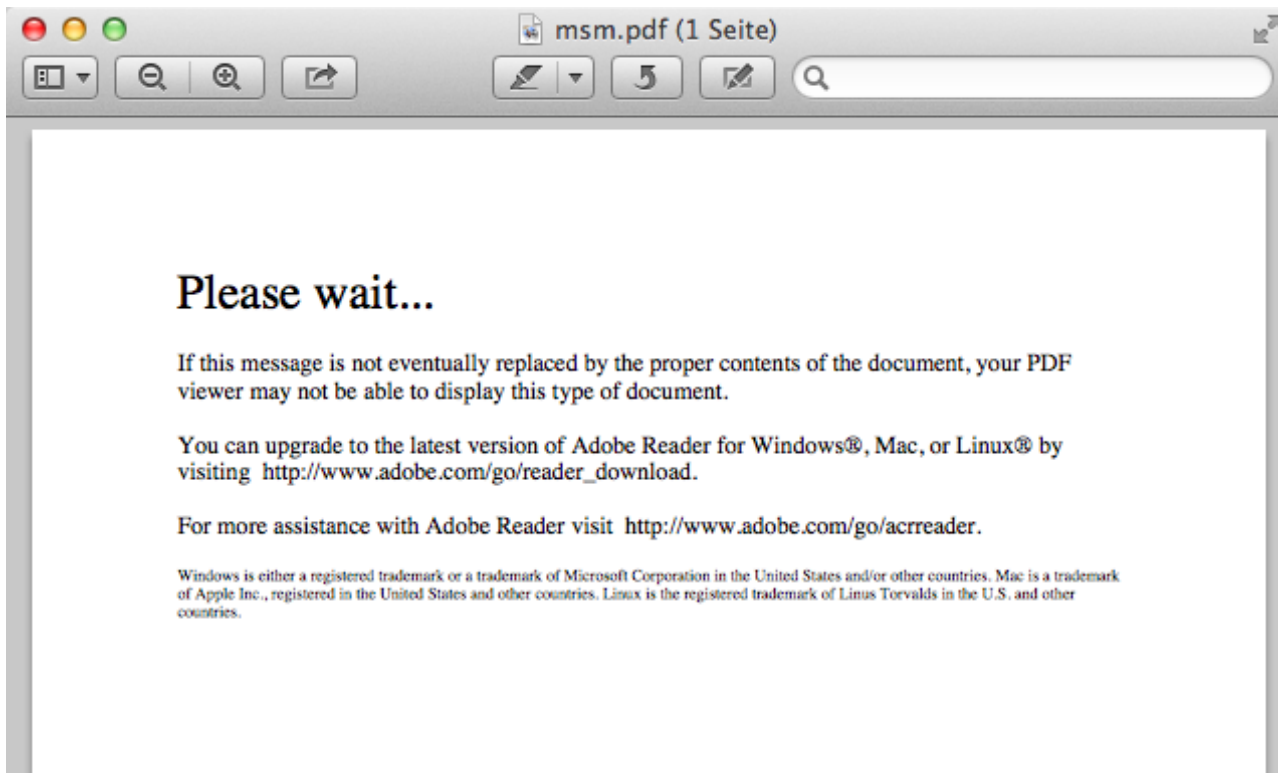 msm.pdf (1 Seite)
Please wait...
If this message is not eventually replaced by the proper contents of the document, your PDF
viewer may not be able to display this type of document.
You can upgrade to the latest version of Adobe Reader for Windows®, Mac, or Linux® by
visiting  http://www.adobe.com/go/reader_download.
For more assistance with Adobe Reader visit  http://www.adobe.com/go/acrreader.
Windows is either a registered trademark or a trademark of Microsoft Corporation in the United States and/or other countries. Mac is a trademark
of Apple Inc., registered in the United States and other countries. Linux is the registered trademark of Linus Torvalds in the U.S. and other
countries.